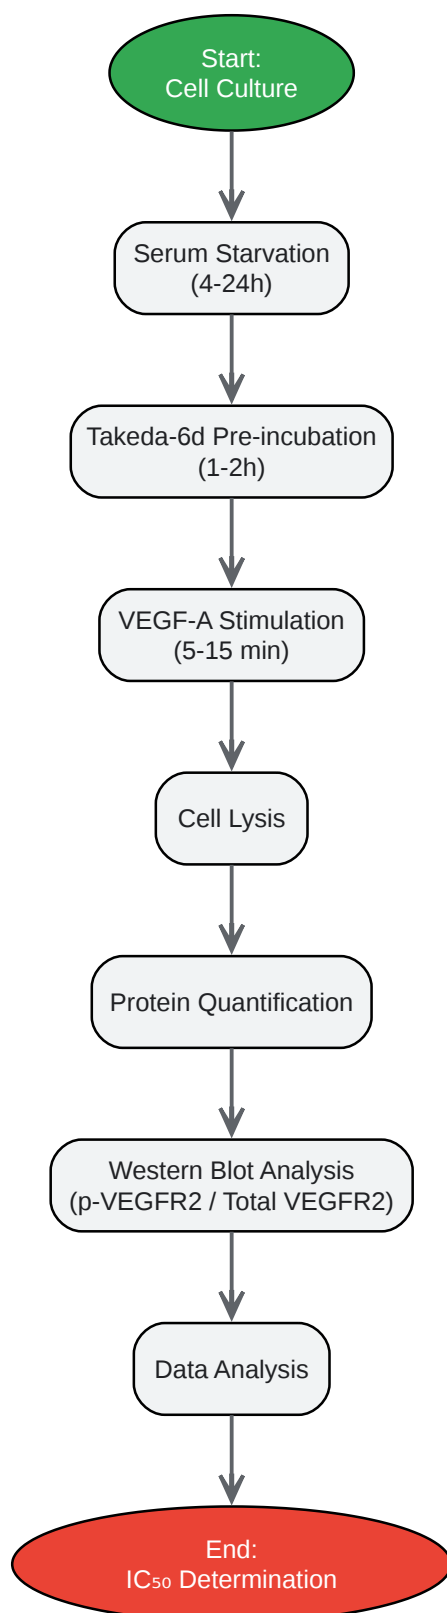 Start:
Cell Culture
Serum Starvation
(4-24h)
Takeda-6d Pre-incubation
(1-2h)
VEGF-A Stimulation
(5-15 min)
Cell Lysis
Protein Quantification
Western Blot Analysis
(p-VEGFR2 / Total VEGFR2)
Data Analysis
End:
IC₅₀ Determination